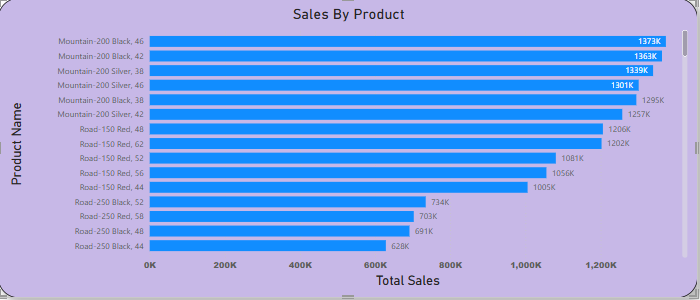 Sales By Product
Product Name
Mountain-200 Black, 46 1373K
Mountain-200 Black, 42 1363K
Mountain-200 Silver, 38 1339K
Mountain-200 Silver, 46 1301K
Mountain-200 Black, 38 1295K
Mountain-200 Silver, 42 1257K
Road-150 Red, 48 1206K
Road-150 Red, 62 1202K
Road-150 Red, 52 1081K
Road-150 Red, 56 1056K
Road-150 Red, 44 1005K
Road-250 Black, 52 734K
Road-250 Red, 58 703K
Road-250 Black, 48 691K
Road-250 Black, 44 628K
0K 200K 400K 600K 800K 1,000K 1,200K
Total Sales